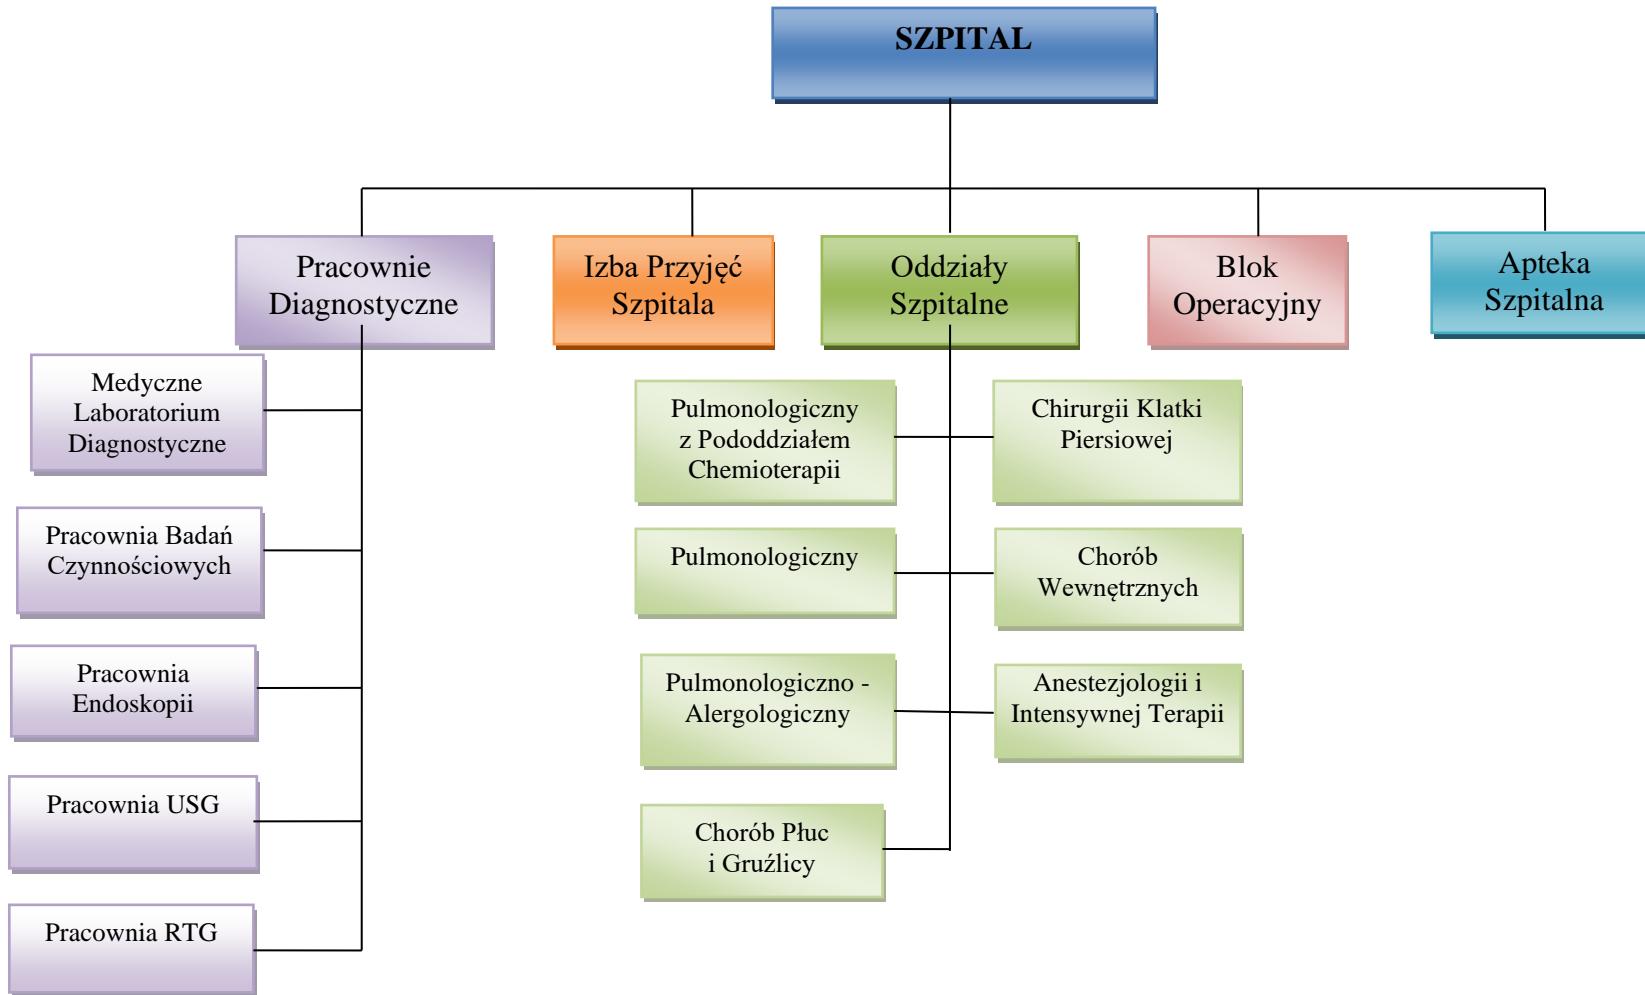 SZPITAL
Pracownie
Diagnostyczne
Izba Przyjęć
Szpitala
Oddziały
Szpitalne
Blok
Operacyjny
Apteka
Szpitalna
Medyczne
Laboratorium
Diagnostyczne
Pracownia Badań
Czynnościowych
Pracownia
Endoskopii
Pracownia USG
Pracownia RTG
Pulmonologiczny
z Pododdziałem
Chemioterapii
Chirurgii Klatki
Piersiowej
Pulmonologiczny
Chorób
Wewnętrznych
Pulmonologiczno -
Alergologiczny
Anestezjologii i
Intensywnej Terapii
Chorób Płuc
i Gruźlicy